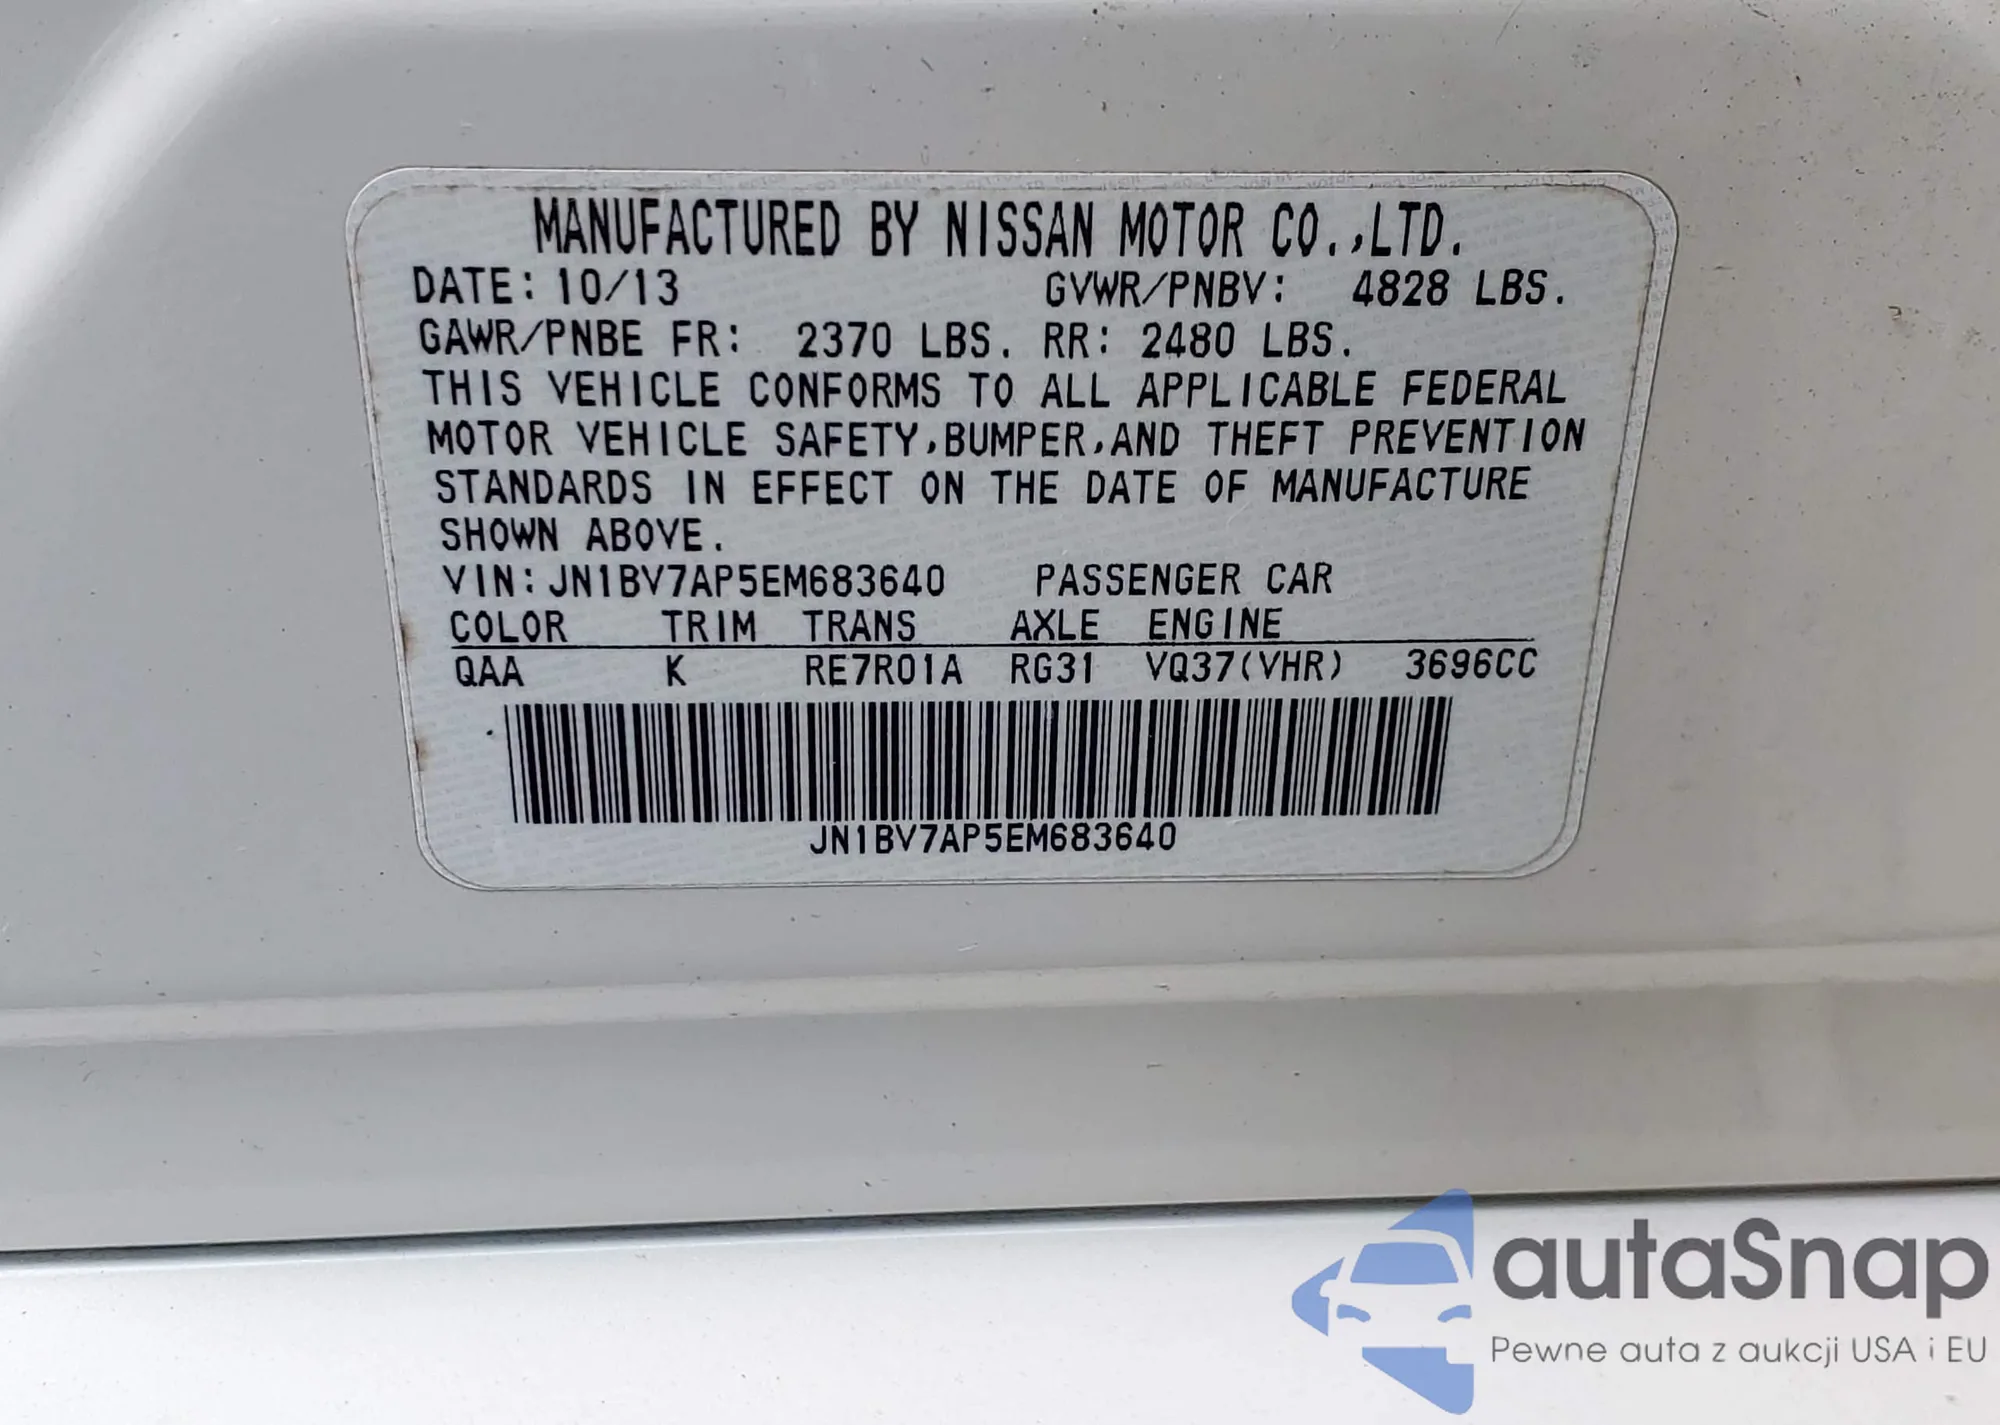 MANUFACTURED BY NISSAN MOTOR CO.,LTD.
DATE: 10/13 GVWR/PNBV: 4828 LBS.
GAWR/PNBE FR: 2370 LBS. RR: 2480 LBS.
THIS VEHICLE CONFORMS TO ALL APPLICABLE FEDERAL
MOTOR VEHICLE SAFETY,BUMPER,AND THEFT PREVENTION
STANDARDS IN EFFECT ON THE DATE OF MANUFACTURE
SHOWN ABOVE.
VIN:JN1BV7AP5EM683640 PASSENGER CAR
COLOR TRIM TRANS AXLE ENGINE
QAA K RE7R01A RG31 VQ37(VHR) 3696CC
JN1BV7AP5EM683640
autaSnap
Pewne auta z aukcji USA i EU